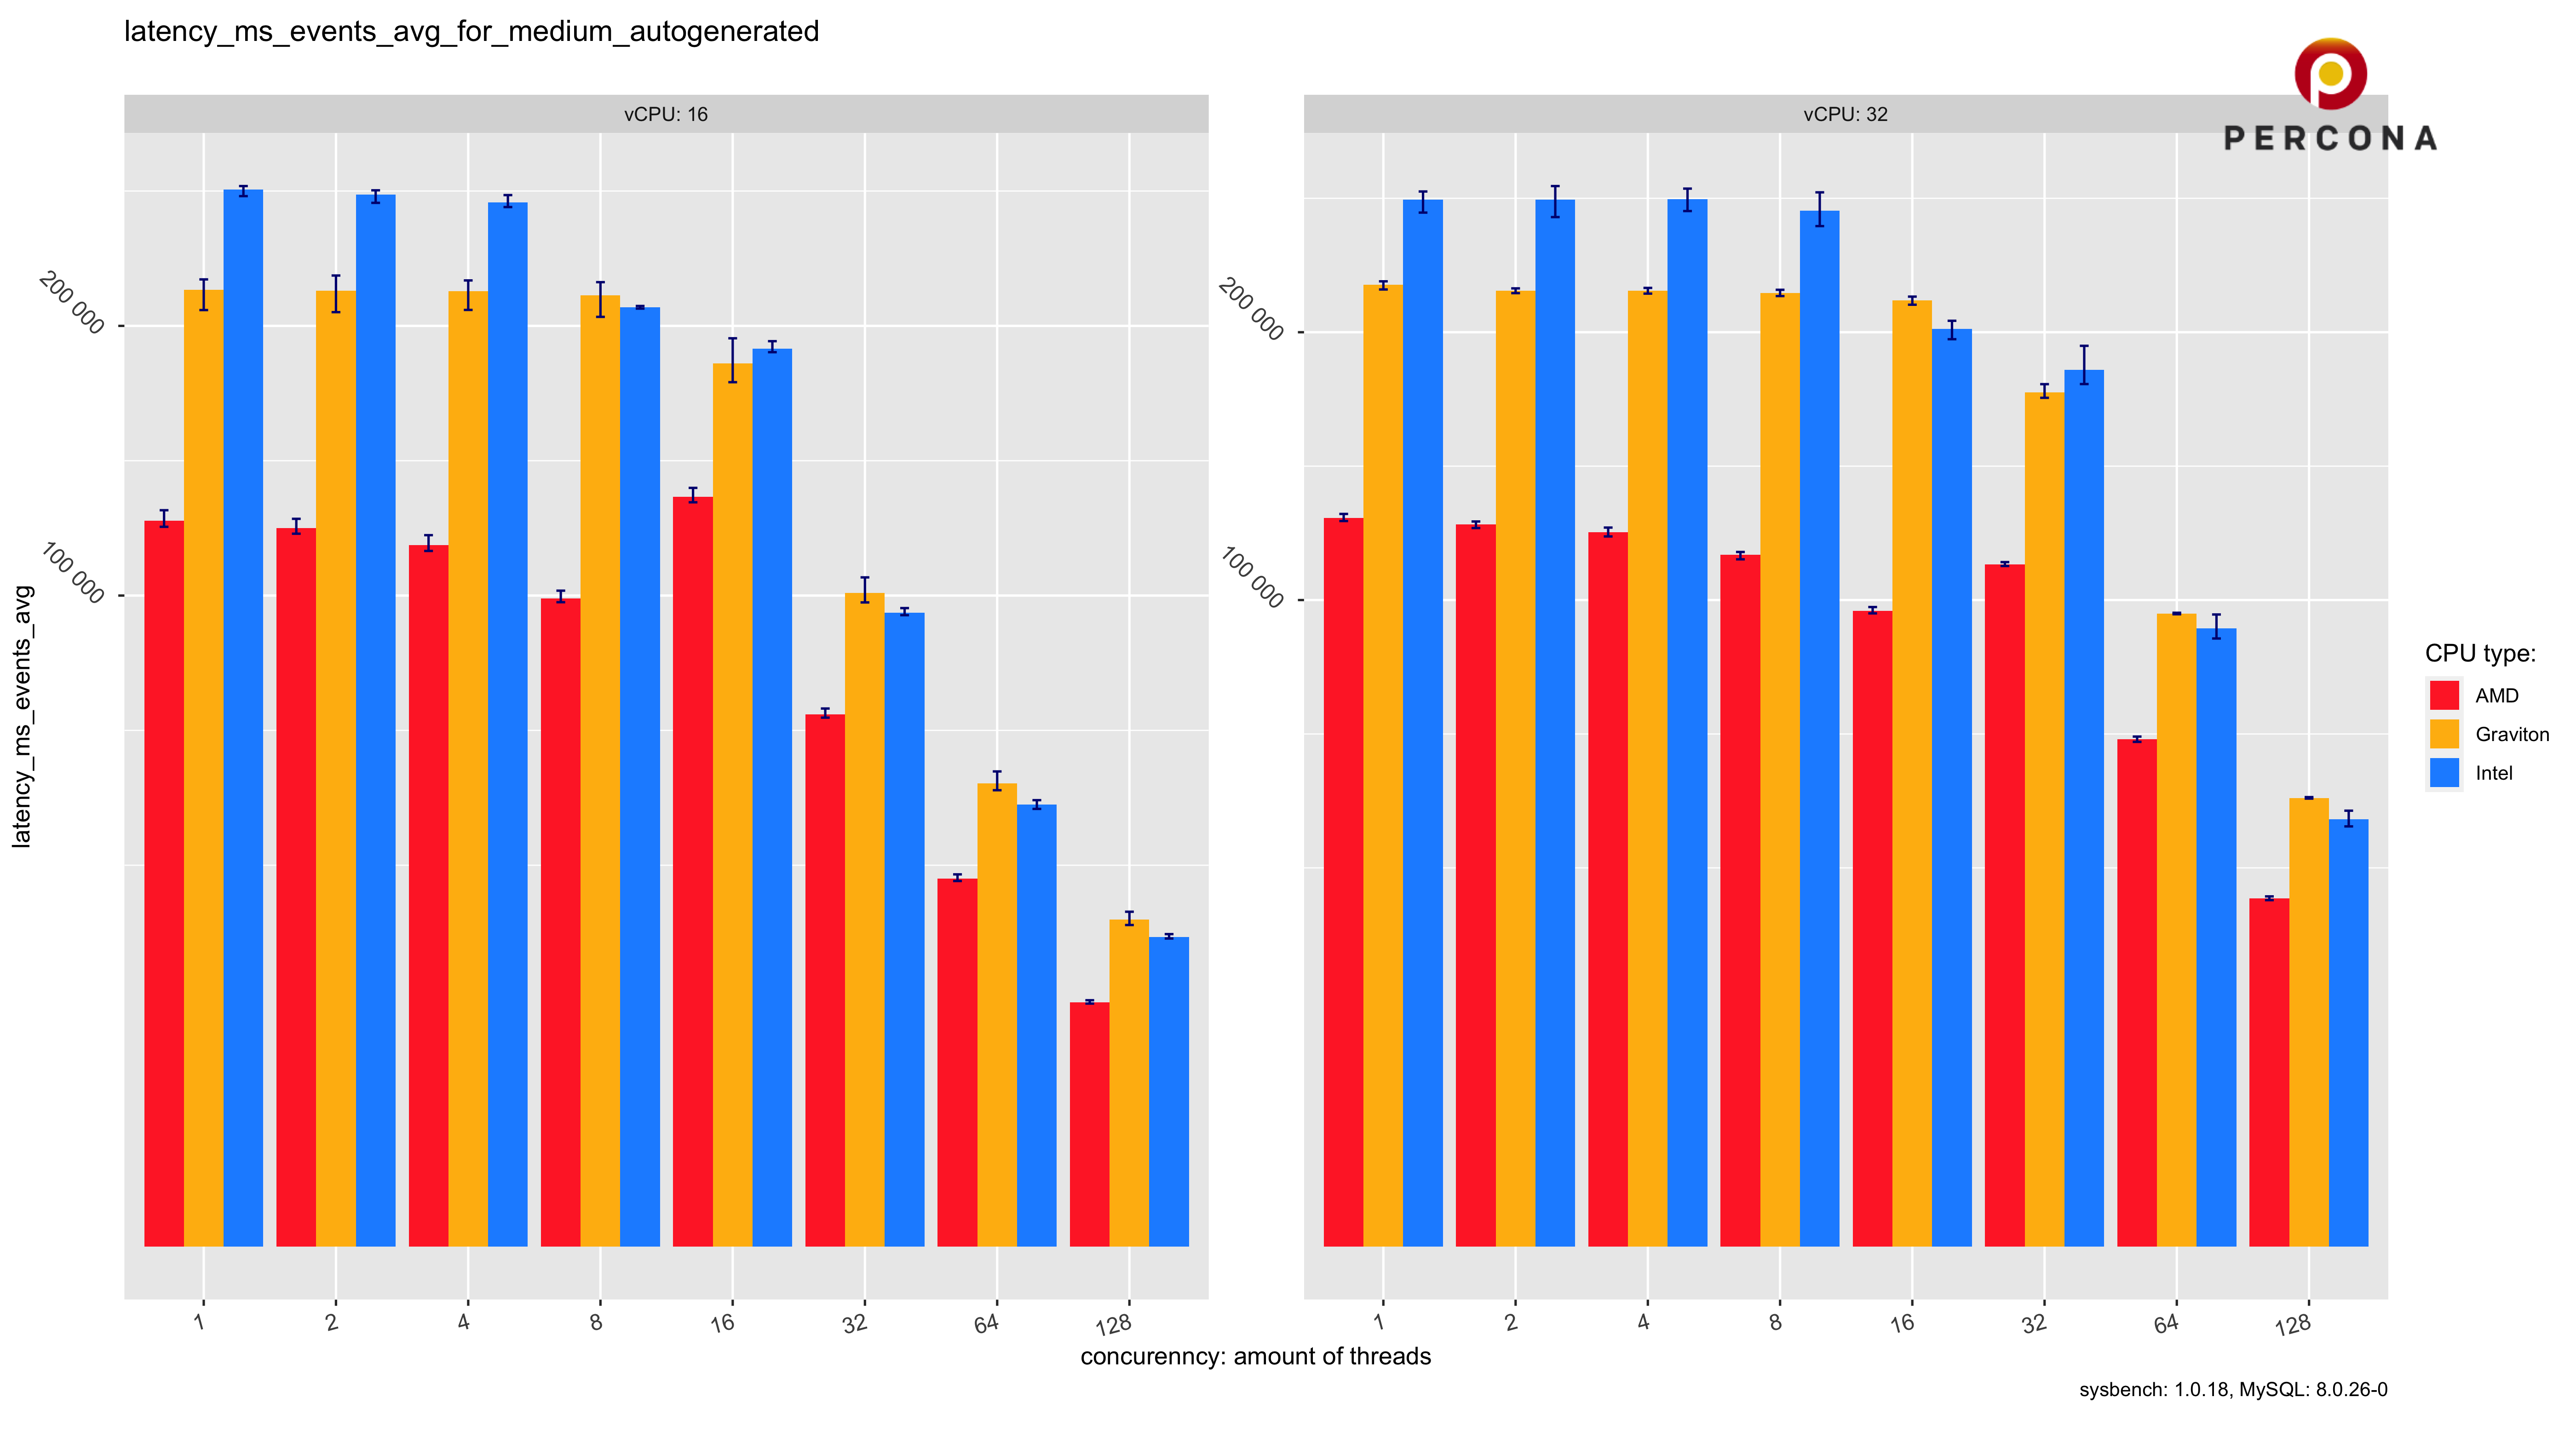 latency_ms_events_avg_for_medium_autogenerated
PERCONA
vCPU: 16
vCPU: 32
latency_ms_events_avg
200 000
100 000
200 000
100 000
1 2 4 8 16 32 64 128
1 2 4 8 16 32 64 128
concurenncy: amount of threads
CPU type:
AMD
Graviton
Intel
sysbench: 1.0.18, MySQL: 8.0.26-0